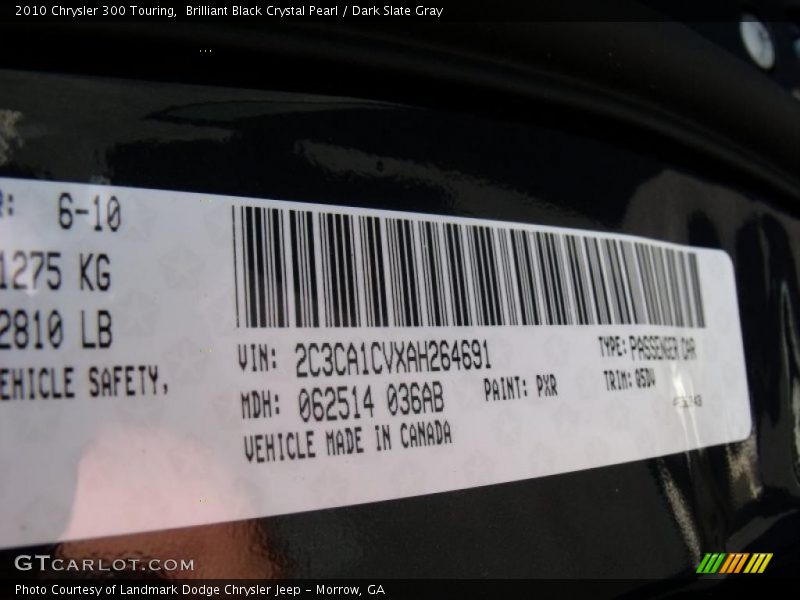 2010 Chrysler 300 Touring,  Brilliant Black Crystal Pearl / Dark Slate Gray
R: 6-10
1275 KG
2810 LB
EHICLE SAFETY,
VIN: 2C3CA1CVXAH264691
TYPE: PASSENGER CAR
MDH: 062514 036AB
PAINT: PXR
TRIM: 
VEHICLE MADE IN CANADA
GTCARLOT.COM
Photo Courtesy of Landmark Dodge Chrysler Jeep - Morrow, GA